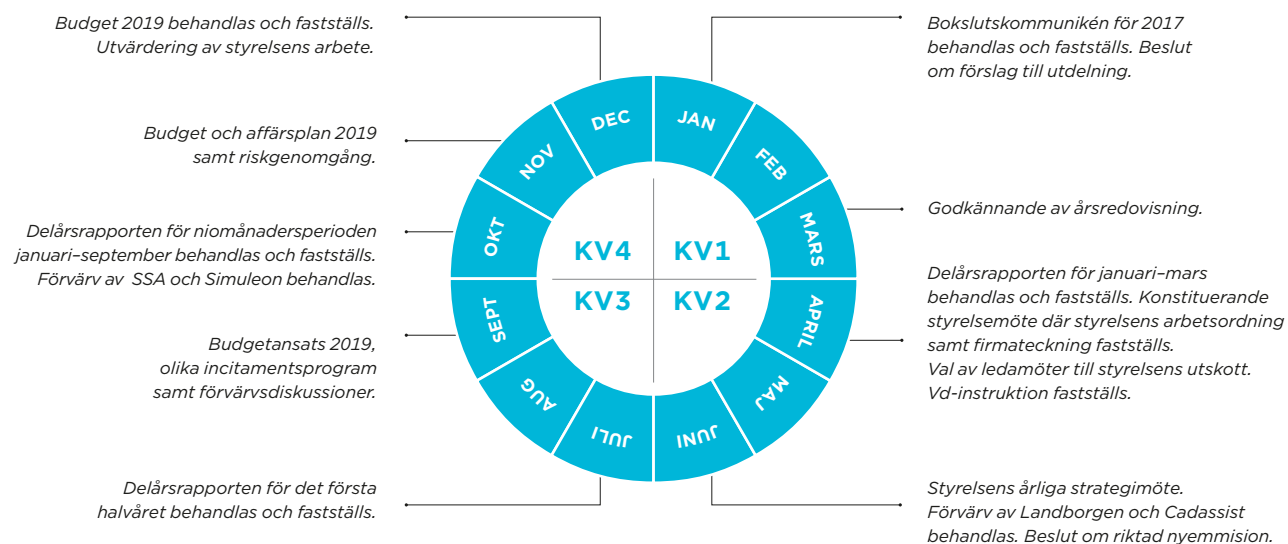 Budget 2019 behandlas och fastställs.
Utvärdering av styrelsens arbete.
Bokslutskommunikén för 2017
behandlas och fastställs. Beslut
om förslag till utdelning.
Budget och affärsplan 2019
samt riskgenomgång.
Godkännande av årsredovisning.
Delårsrapporten för niomånadersperioden
januari–september behandlas och fastställs.
Förvärv av SSA och Simuleon behandlas.
Delårsrapporten för januari–mars
behandlas och fastställs. Konstituerande
styrelsemöte där styrelsens arbetsordning
samt firmateckning fastställs.
Val av ledamöter till styrelsens utskott.
Vd-instruktion fastställs.
Budgetansats 2019,
olika incitamentsprogram
samt förvärvsdiskussioner.
Delårsrapporten för det första
halvåret behandlas och fastställs.
Styrelsens årliga strategimöte.
Förvärv av Landborgen och Cadassist
behandlas. Beslut om riktad nyemmision.
JAN
FEB
MARS
APRIL
MAJ
JUNI
JULI
AUG
SEPT
OKT
NOV
DEC
KV4
KV1
KV3
KV2